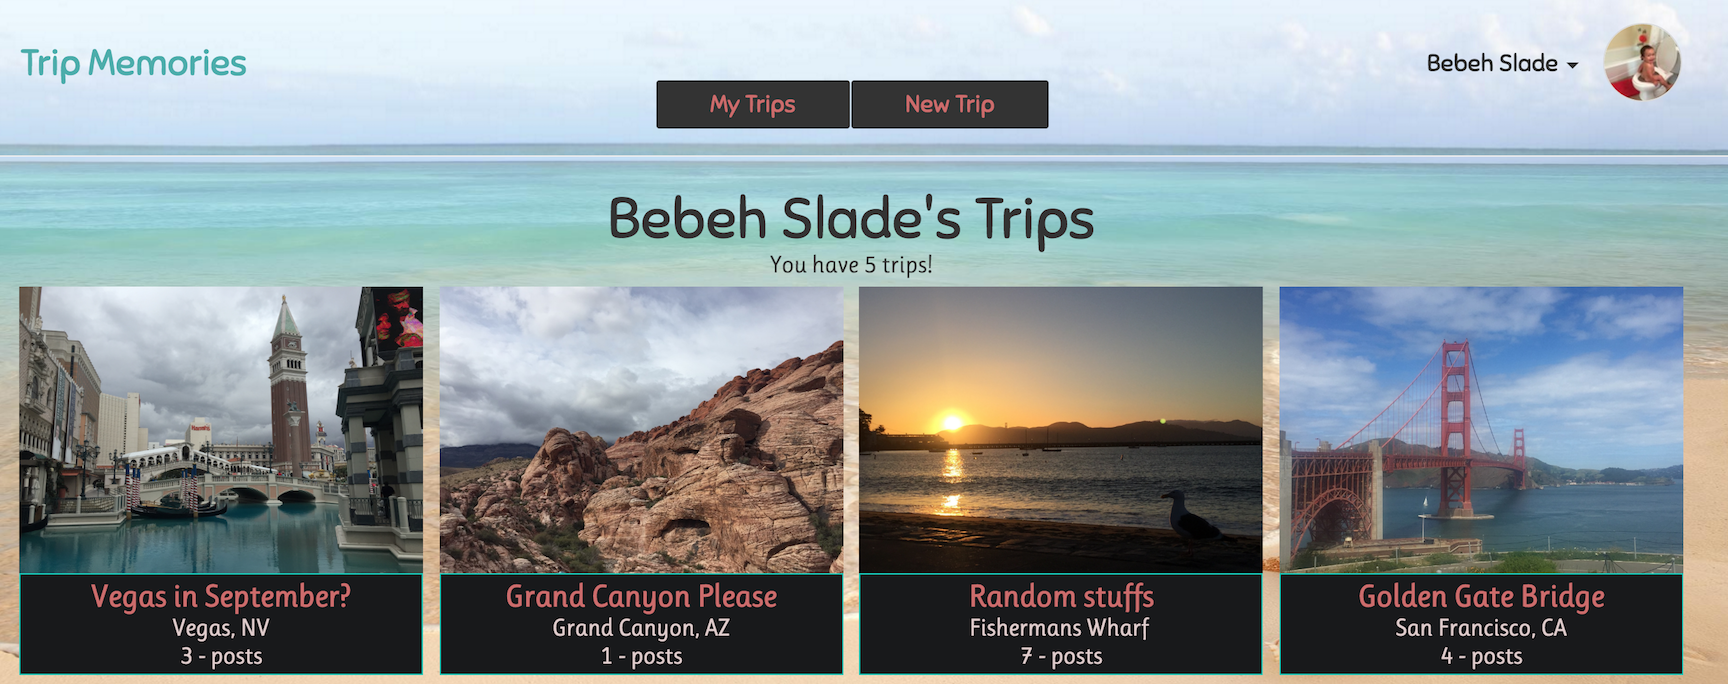 Trip Memories
Bebeh Slade
My Trips
New Trip
Bebeh Slade's Trips
You have 5 trips!
Vegas in September?
Vegas, NV
3 - posts
Grand Canyon Please
Grand Canyon, AZ
1 - posts
Random stuffs
Fishermans Wharf
7 - posts
Golden Gate Bridge
San Francisco, CA
4 - posts